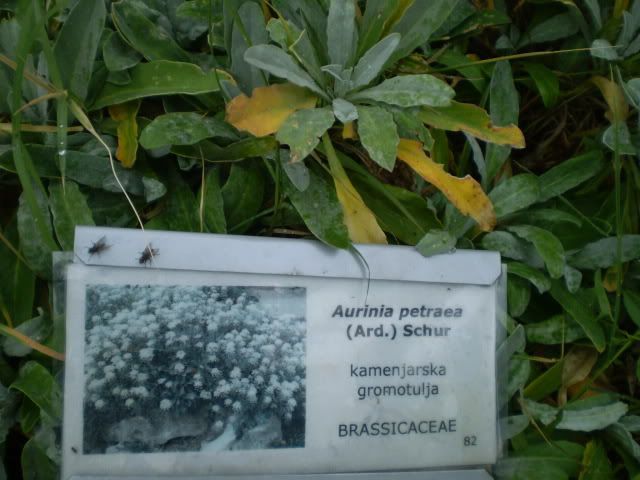 Aurinia petraea
(Ard.) Schur
kamenjarska
gromotulja
BRASSICACEAE
82